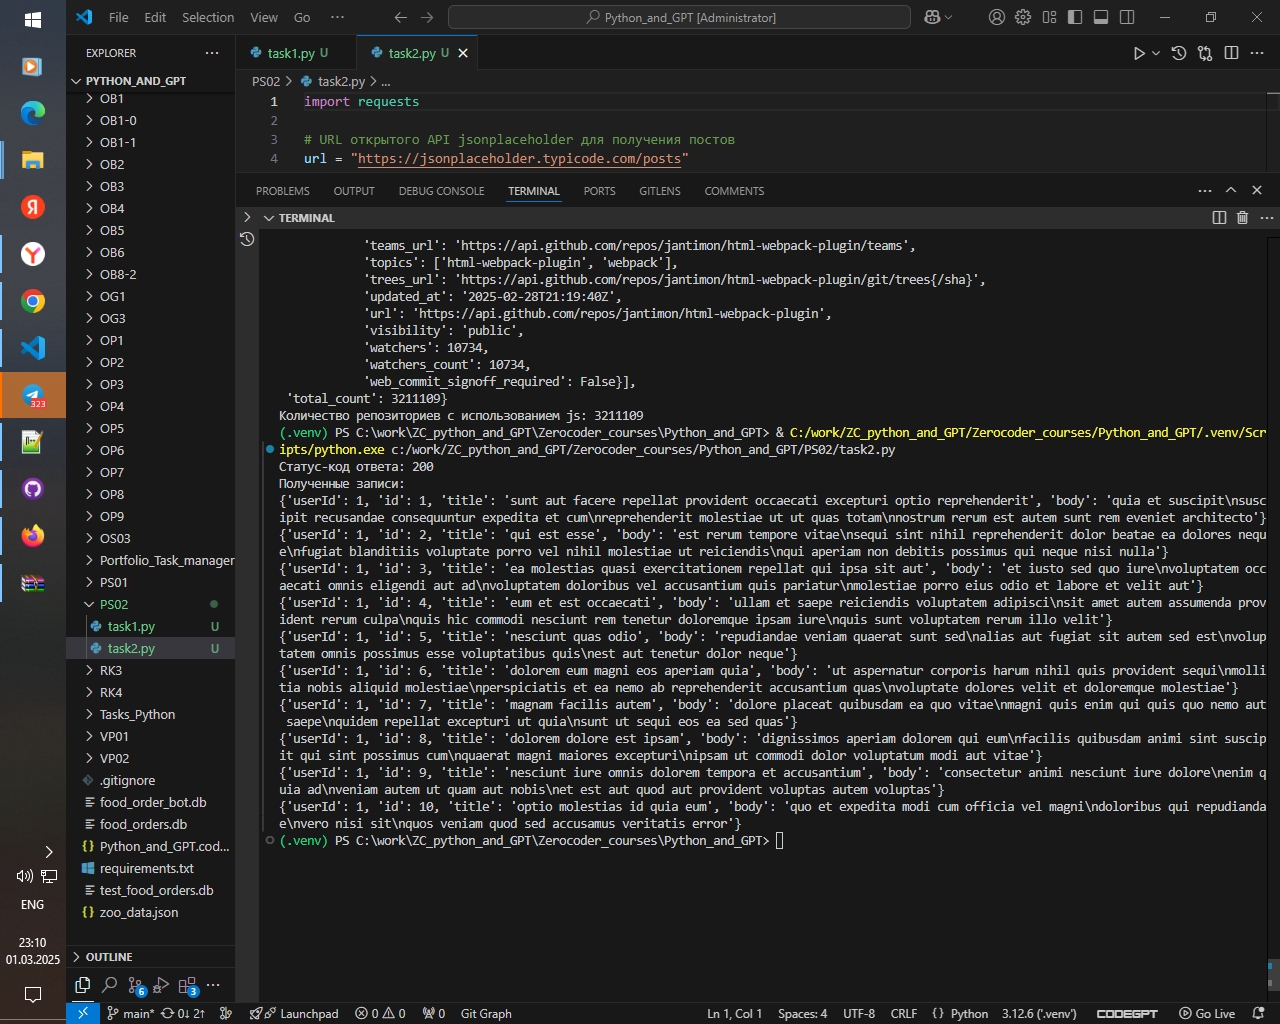 File Edit Selection View Go ···
Python_and_GPT [Administrator]
EXPLORER ···
PYTHON_AND_GPT
OB1
OB1-0
OB1-1
OB2
OB3
OB4
OB5
OB6
OB8-2
OG1
OG3
OP1
OP2
OP3
OP4
OP5
OP6
OP7
OP8
OP9
OS03
Portfolio_Task_manager
PS01
PS02
task1.py U
task2.py U
RK3
RK4
Tasks_Python
VP01
VP02
.gitignore
food_order_bot.db
food_orders.db
{} Python_and_GPT.cod...
requirements.txt
test_food_orders.db
{} zoo_data.json
OUTLINE
6 3 ···
Я
Y
323
ENG
23:10
01.03.2025
task1.py U task2.py U
PS02 > task2.py > ...
1 import requests
2
3 # URL открытого API jsonplaceholder для получения постов
4 url = "https://jsonplaceholder.typicode.com/posts"
PROBLEMS OUTPUT DEBUG CONSOLE TERMINAL PORTS GITLENS COMMENTS
TERMINAL
'teams_url': 'https://api.github.com/repos/jantimon/html-webpack-plugin/teams',
'topics': ['html-webpack-plugin', 'webpack'],
'trees_url': 'https://api.github.com/repos/jantimon/html-webpack-plugin/git/trees{/sha}',
'updated_at': '2025-02-28T21:19:40Z',
'url': 'https://api.github.com/repos/jantimon/html-webpack-plugin',
'visibility': 'public',
'watchers': 10734,
'watchers_count': 10734,
'web_commit_signoff_required': False}],
'total_count': 3211109}
Количество репозиториев с использованием js: 3211109
(.venv) PS C:\work\ZC_python_and_GPT\Zerocoder_courses\Python_and_GPT> & C:/work/ZC_python_and_GPT/Zerocoder_courses/Python_and_GPT/.venv/Scr
ipts/python.exe c:/work/ZC_python_and_GPT/Zerocoder_courses/Python_and_GPT/PS02/task2.py
Статус-код ответа: 200
Полученные записи:
{'userId': 1, 'id': 1, 'title': 'sunt aut facere repellat provident occaecati excepturi optio reprehenderit', 'body': 'quia et suscipit\nsusc
ipit recusandae consequuntur expedita et cum\nreprehenderit molestiae ut ut quas totam\nnostrum rerum est autem sunt rem eveniet architecto'}
{'userId': 1, 'id': 2, 'title': 'qui est esse', 'body': 'est rerum tempore vitae\nsequi sint nihil reprehenderit dolor beatae ea dolores nequ
e\nfugiat blanditiis voluptate porro vel nihil molestiae ut reiciendis\nqui aperiam non debitis possimus qui neque nisi nulla'}
{'userId': 1, 'id': 3, 'title': 'ea molestias quasi exercitationem repellat qui ipsa sit aut', 'body': 'et iusto sed quo iure\nvoluptatem occ
aecati omnis eligendi aut ad\nvoluptatem doloribus vel accusantium quis pariatur\nmolestiae porro eius odio et labore et velit aut'}
{'userId': 1, 'id': 4, 'title': 'eum et est occaecati', 'body': 'ullam et saepe reiciendis voluptatem adipisci\nsit amet autem assumenda prov
ident rerum culpa\nquis hic commodi nesciunt rem tenetur doloremque ipsam iure\nquis sunt voluptatem rerum illo velit'}
{'userId': 1, 'id': 5, 'title': 'nesciunt quas odio', 'body': 'repudiandae veniam quaerat sunt sed\nalias aut fugiat sit autem sed est\nvolup
tatem omnis possimus esse voluptatibus quis\nest aut tenetur dolor neque'}
{'userId': 1, 'id': 6, 'title': 'dolorem eum magni eos aperiam quia', 'body': 'ut aspernatur corporis harum nihil quis provident sequi\nmolli
tia nobis aliquid molestiae\nperspiciatis et ea nemo ab reprehenderit accusantium quas\nvoluptate dolores velit et doloremque molestiae'}
{'userId': 1, 'id': 7, 'title': 'magnam facilis autem', 'body': 'dolore placeat quibusdam ea quo vitae\nmagni quis enim qui quis quo nemo aut
 saepe\nquidem repellat excepturi ut quia\nsunt ut sequi eos ea sed quas'}
{'userId': 1, 'id': 8, 'title': 'dolorem dolore est ipsam', 'body': 'dignissimos aperiam dolorem qui eum\nfacilis quibusdam animi sint suscip
it qui sint possimus cum\nquaerat magni maiores excepturi\nipsam ut commodi dolor voluptatum modi aut vitae'}
{'userId': 1, 'id': 9, 'title': 'nesciunt iure omnis dolorem tempora et accusantium', 'body': 'consectetur animi nesciunt iure dolore\nenim q
uia ad\nveniam autem ut quam aut nobis\net est aut quod aut provident voluptas autem voluptas'}
{'userId': 1, 'id': 10, 'title': 'optio molestias id quia eum', 'body': 'quo et expedita modi cum officia vel magni\ndoloribus qui repudianda
e\nvero nisi sit\nquos veniam quod sed accusamus veritatis error'}
(.venv) PS C:\work\ZC_python_and_GPT\Zerocoder_courses\Python_and_GPT>
main* 0↓ 2↑ Launchpad 0 0 0 Git Graph Ln 1, Col 1 Spaces: 4 UTF-8 CRLF {} Python 3.12.6 ('.venv') CODEGPT Go Live